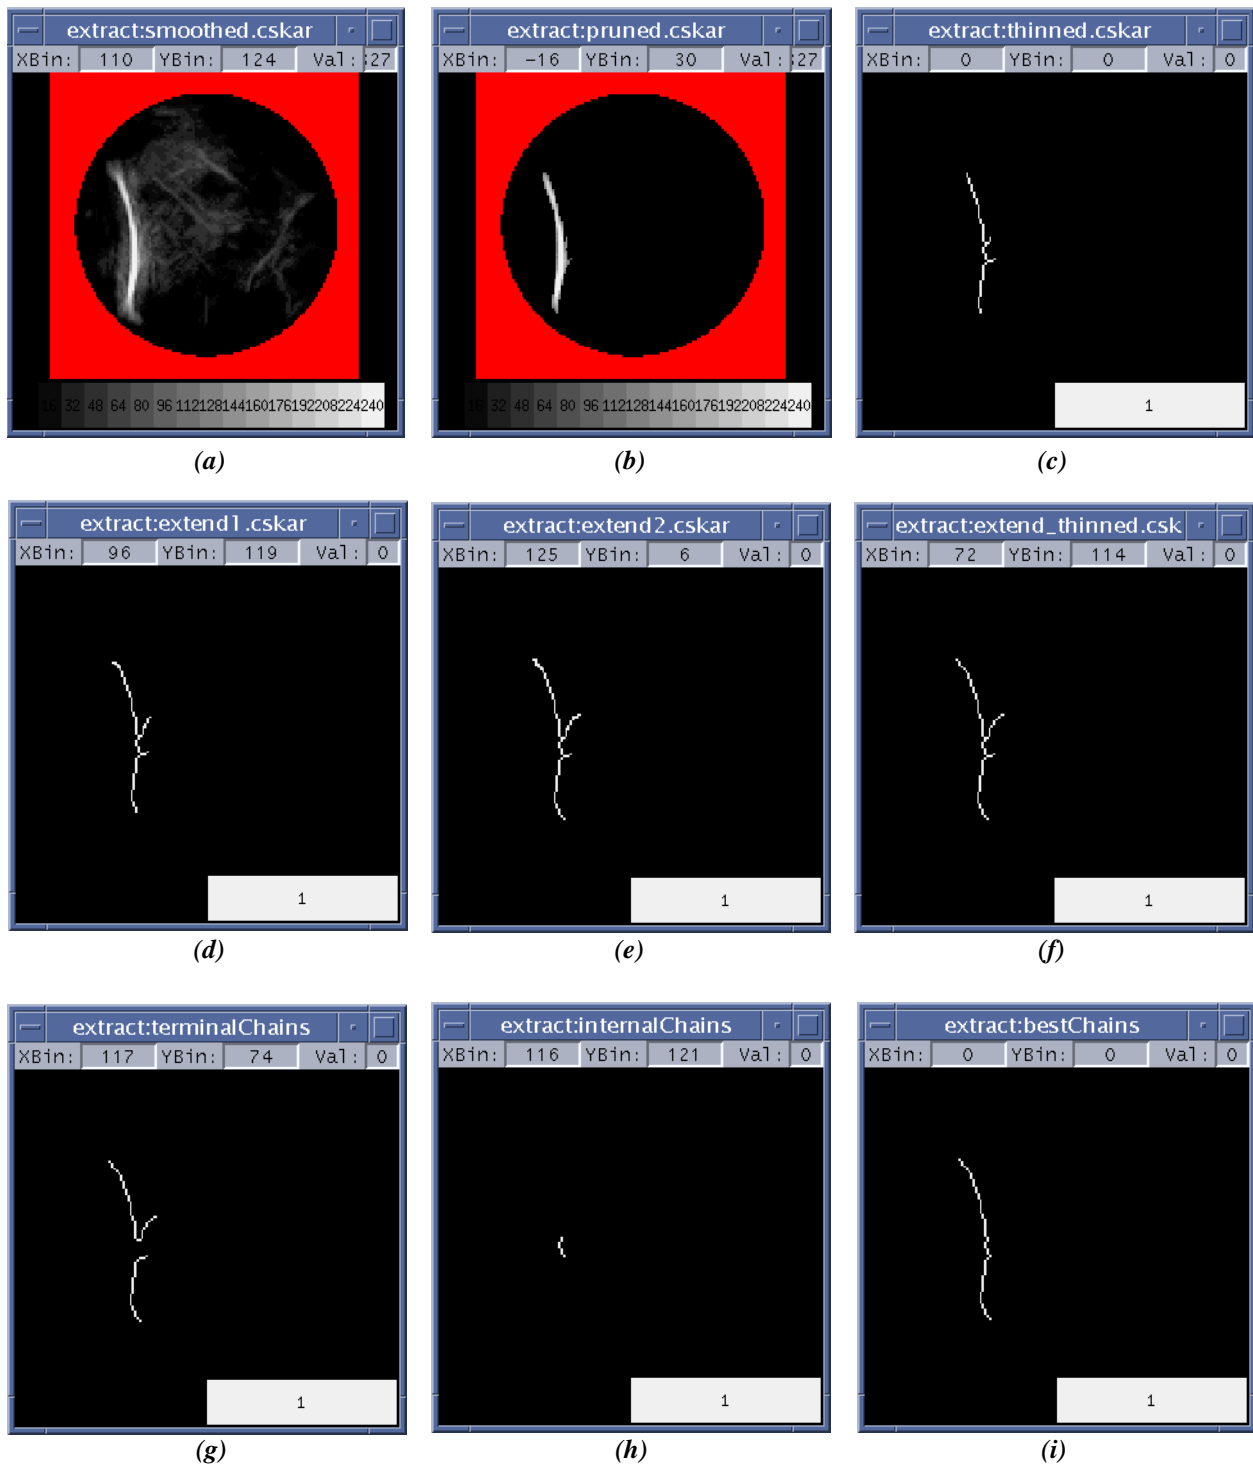 extract:smoothed.cskar
XBin: 110 YBin: 124 Val: :27
16 32 48 64 80 96 112128144160176192208224240
(a)
extract:pruned.cskar
XBin: -16 YBin: 30 Val: :27
16 32 48 64 80 96 112128144160176192208224240
(b)
extract:thinned.cskar
XBin: 0 YBin: 0 Val: 0
1
(c)
extract:extend1.cskar
XBin: 96 YBin: 119 Val: 0
1
(d)
extract:extend2.cskar
XBin: 125 YBin: 6 Val: 0
1
(e)
extract:extend_thinned.csk
XBin: 72 YBin: 114 Val: 0
1
(f)
extract:terminalChains
XBin: 117 YBin: 74 Val: 0
1
(g)
extract:internalChains
XBin: 116 YBin: 121 Val: 0
1
(h)
extract:bestChains
XBin: 0 YBin: 0 Val: 0
1
(i)